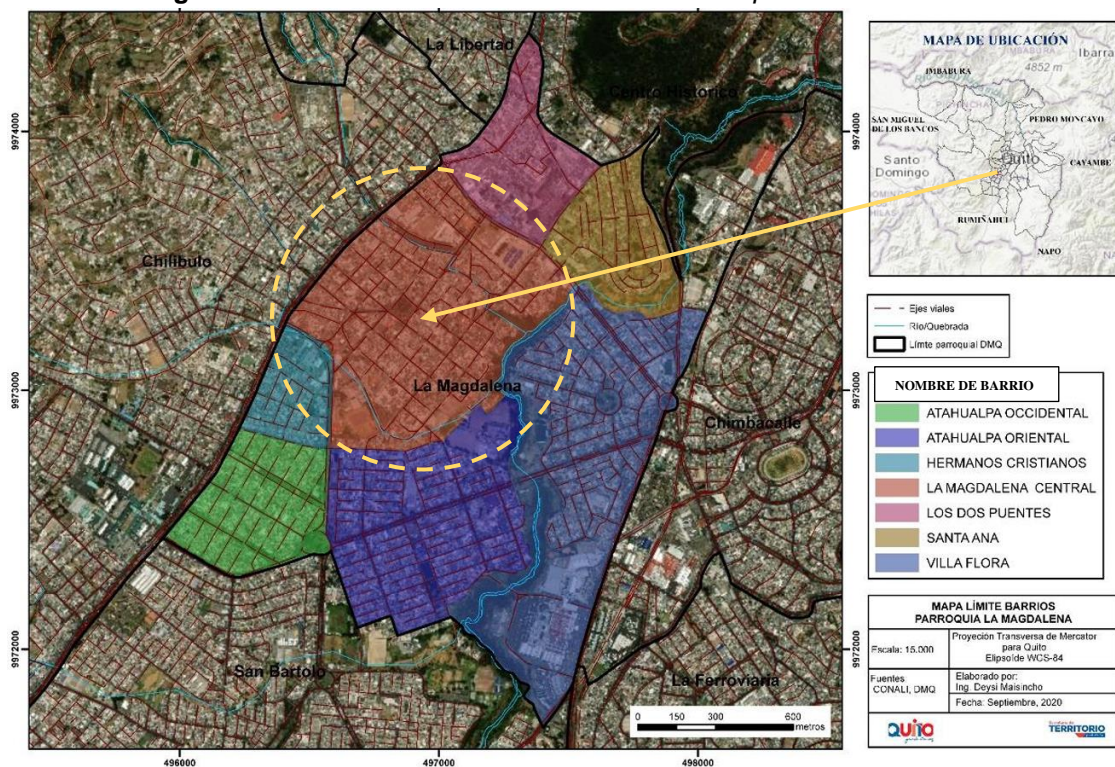 La Libertad
Centro Historico
Chilibulo
La Magdalena
Chimbacalle
San Bartolo
La Ferroviaria
9974000
9973000
9972000
9974000
9973000
9972000
496000
497000
498000
0 150 300 600
metros
MAPA DE UBICACIÓN
IMBABURA
Ibarra
4852 m
IMBABURA
PICHINCHA
SAN MIGUEL
DE LOS BANCOS
PEDRO MONCAYO
Quito
CAYAMBE
Santo
Domingo
RUMIÑAHUI
NAPO
Ejes viales
Río/Quebrada
Límte parroquial DMQ
NOMBRE DE BARRIO
ATAHUALPA OCCIDENTAL
ATAHUALPA ORIENTAL
HERMANOS CRISTIANOS
LA MAGDALENA CENTRAL
LOS DOS PUENTES
SANTA ANA
VILLA FLORA
MAPA LÍMITE BARRIOS
PARROQUIA LA MAGDALENA
Escala: 15.000
Proyección Transversa de Mercator
para Quito
Elipsoide WCS-84
Fuentes:
CONALI, DMQ
Elaborado por:
Ing. Deysi Maisincho
Fecha: Septiembre, 2020
QUITO
TERRITORIO